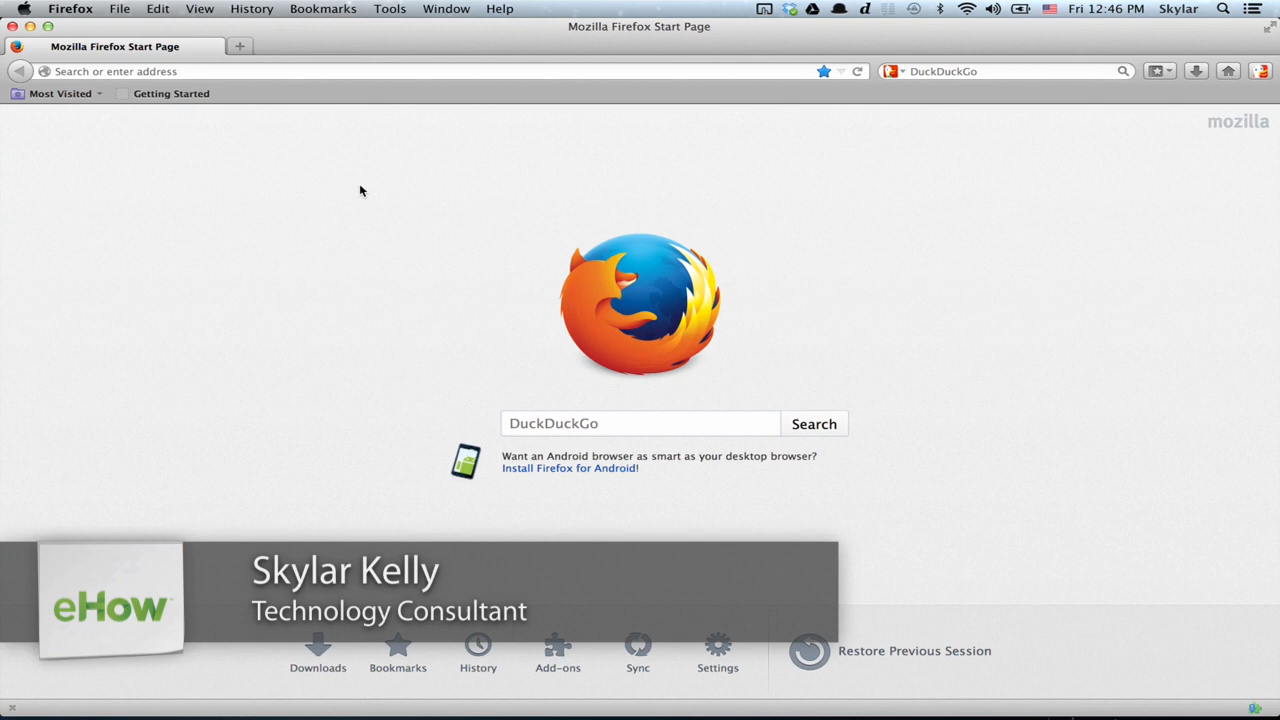 Firefox File Edit View History Bookmarks Tools Window Help Fri 12:46 PM Skylar
Mozilla Firefox Start Page
Mozilla Firefox Start Page
Search or enter address DuckDuckGo
Most Visited Getting Started
mozilla
DuckDuckGo Search
Want an Android browser as smart as your desktop browser?
Install Firefox for Android!
eHow
Skylar Kelly
Technology Consultant
Downloads Bookmarks History Add-ons Sync Settings Restore Previous Session